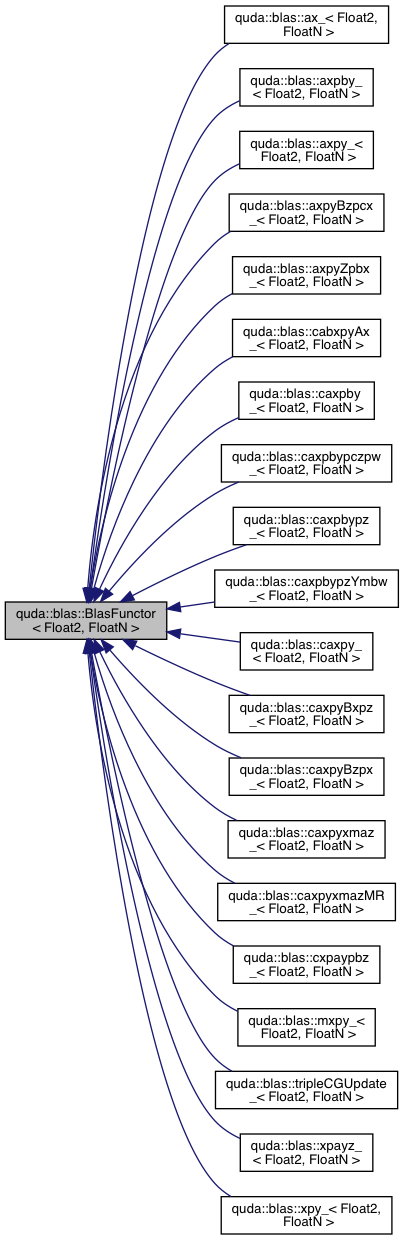 quda::blas::ax_< Float2,
FloatN >
quda::blas::axpby_
< Float2, FloatN >
quda::blas::axpy_<
Float2, FloatN >
quda::blas::axpyBzpcx
_< Float2, FloatN >
quda::blas::axpyZpbx
_< Float2, FloatN >
quda::blas::cabxpyAx
_< Float2, FloatN >
quda::blas::caxpby
_< Float2, FloatN >
quda::blas::caxpbypczpw
_< Float2, FloatN >
quda::blas::caxpbypz
_< Float2, FloatN >
quda::blas::caxpbypzYmbw
_< Float2, FloatN >
quda::blas::BlasFunctor
< Float2, FloatN >
quda::blas::caxpy_
< Float2, FloatN >
quda::blas::caxpyBxpz
_< Float2, FloatN >
quda::blas::caxpyBzpx
_< Float2, FloatN >
quda::blas::caxpyxmaz
_< Float2, FloatN >
quda::blas::caxpyxmazMR
_< Float2, FloatN >
quda::blas::cxpaypbz
_< Float2, FloatN >
quda::blas::mxpy_<
Float2, FloatN >
quda::blas::tripleCGUpdate
_< Float2, FloatN >
quda::blas::xpayz_
< Float2, FloatN >
quda::blas::xpy_< Float2,
FloatN >